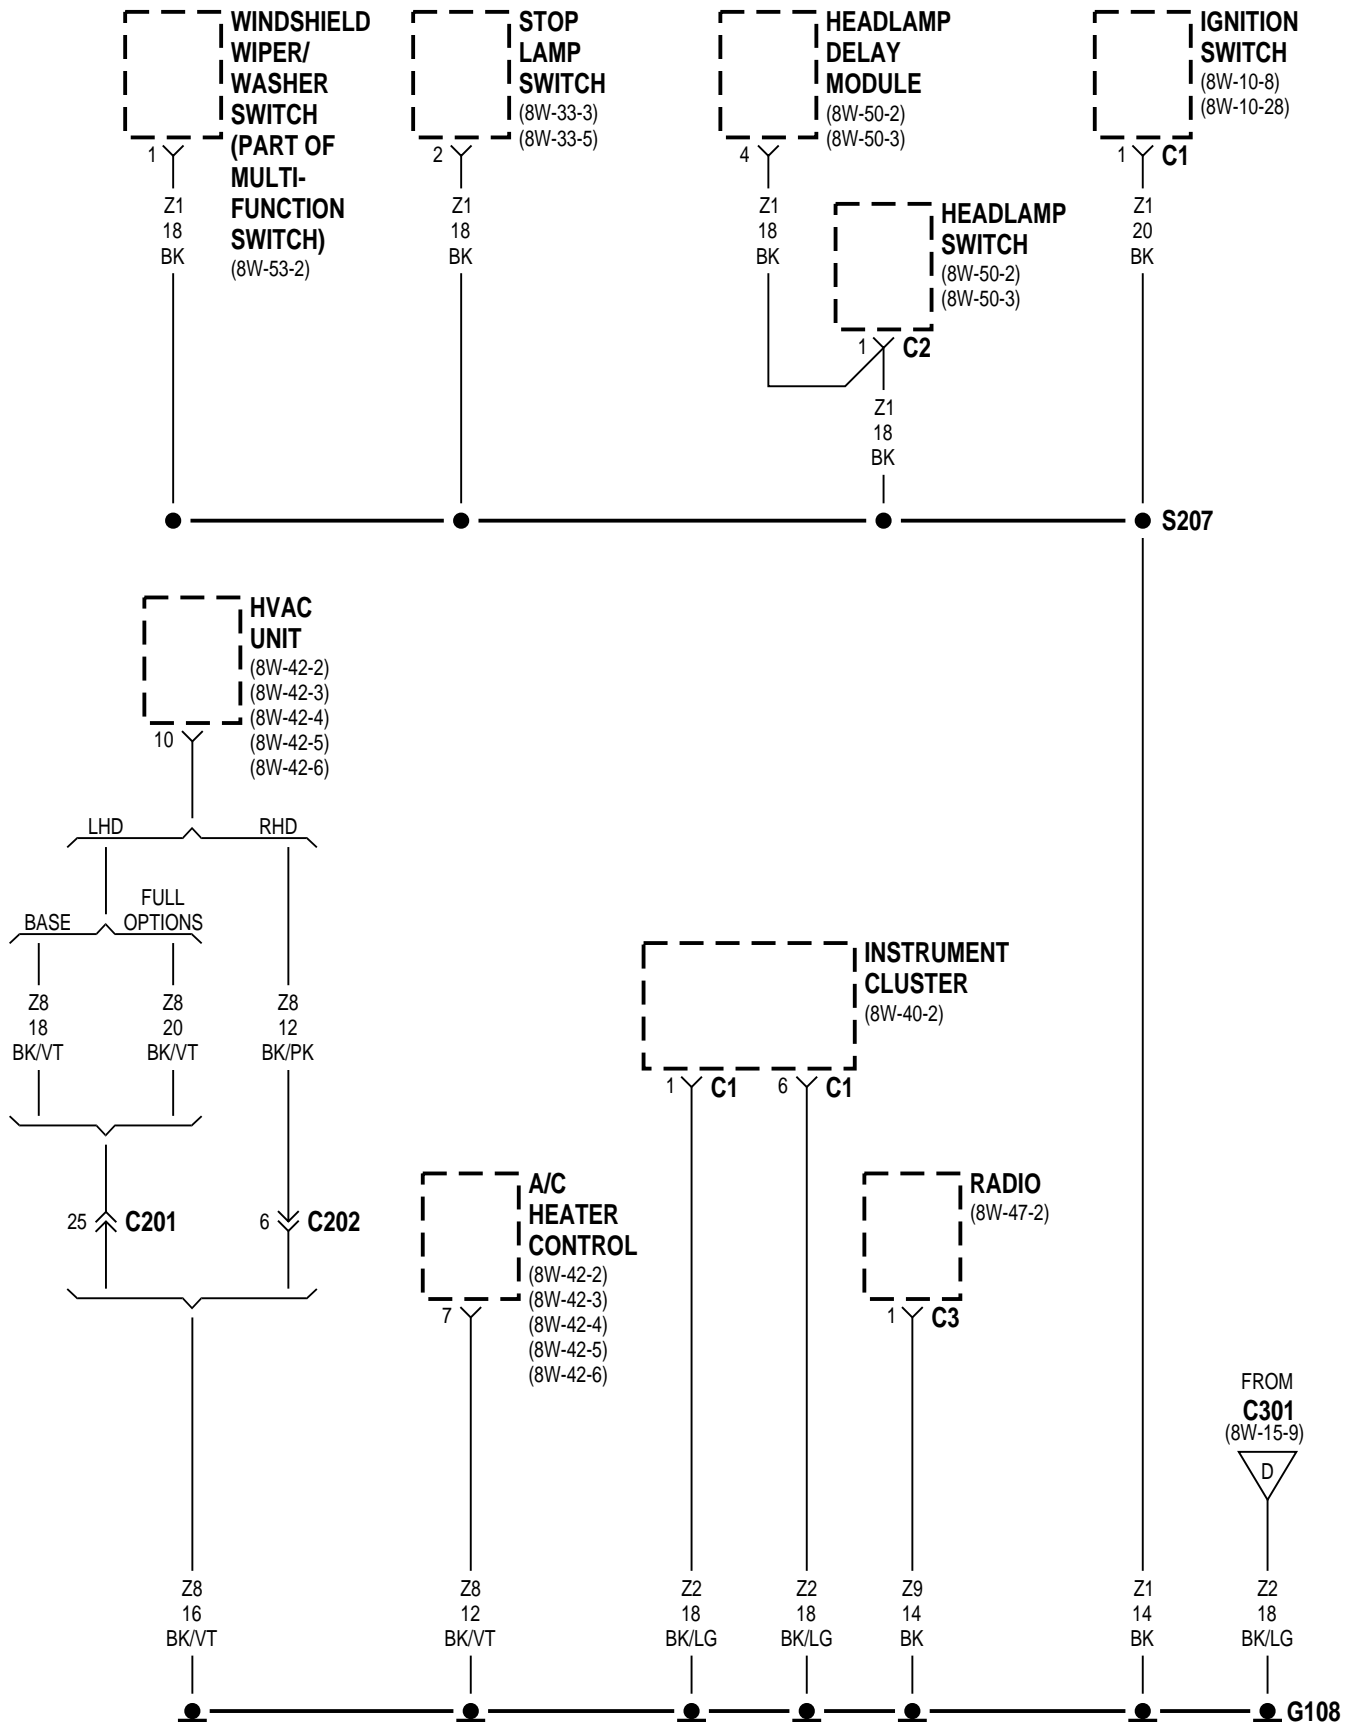 WINDSHIELD
WIPER/
WASHER
SWITCH
(PART OF
MULTI-
FUNCTION
SWITCH)
(8W-53-2)
1
Z1
18
BK
STOP
LAMP
SWITCH
(8W-33-3)
(8W-33-5)
2
Z1
18
BK
HEADLAMP
DELAY
MODULE
(8W-50-2)
(8W-50-3)
4
Z1
18
BK
HEADLAMP
SWITCH
(8W-50-2)
(8W-50-3)
1 C2
Z1
18
BK
IGNITION
SWITCH
(8W-10-8)
(8W-10-28)
1 C1
Z1
20
BK
S207
HVAC
UNIT
(8W-42-2)
(8W-42-3)
(8W-42-4)
(8W-42-5)
(8W-42-6)
10
LHD RHD
BASE
FULL
OPTIONS
Z8
18
BK/VT
Z8
20
BK/VT
Z8
12
BK/PK
25 C201
6 C202
INSTRUMENT
CLUSTER
(8W-40-2)
1 C1
6 C1
A/C
HEATER
CONTROL
(8W-42-2)
(8W-42-3)
(8W-42-4)
(8W-42-5)
(8W-42-6)
7
RADIO
(8W-47-2)
1 C3
FROM
C301
(8W-15-9)
D
Z8
16
BK/VT
Z8
12
BK/VT
Z2
18
BK/LG
Z2
18
BK/LG
Z9
14
BK
Z1
14
BK
Z2
18
BK/LG
G108